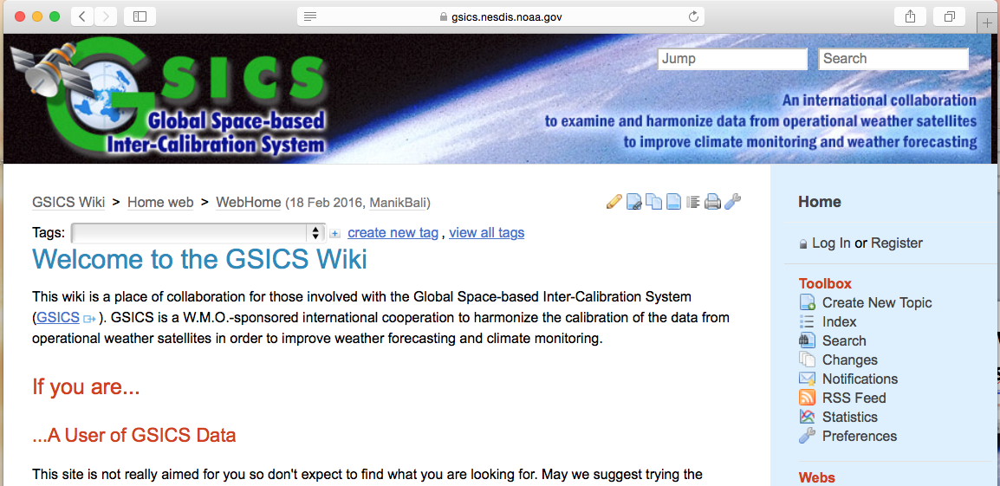 gsics.nesdis.noaa.gov
GSICS
Global Space-based
Inter-Calibration System
Jump
Search
An international collaboration
to examine and harmonize data from operational weather satellites
to improve climate monitoring and weather forecasting
GSICS Wiki > Home web > WebHome (18 Feb 2016, ManikBali)
Tags:
create new tag , view all tags
Welcome to the GSICS Wiki
This wiki is a place of collaboration for those involved with the Global Space-based Inter-Calibration System
(GSICS ). GSICS is a W.M.O.-sponsored international cooperation to harmonize the calibration of the data from
operational weather satellites in order to improve weather forecasting and climate monitoring.
If you are...
...A User of GSICS Data
This site is not really aimed for you so don't expect to find what you are looking for. May we suggest trying the
Home
Log In or Register
Toolbox
Create New Topic
Index
Search
Changes
Notifications
RSS Feed
Statistics
Preferences
Webs